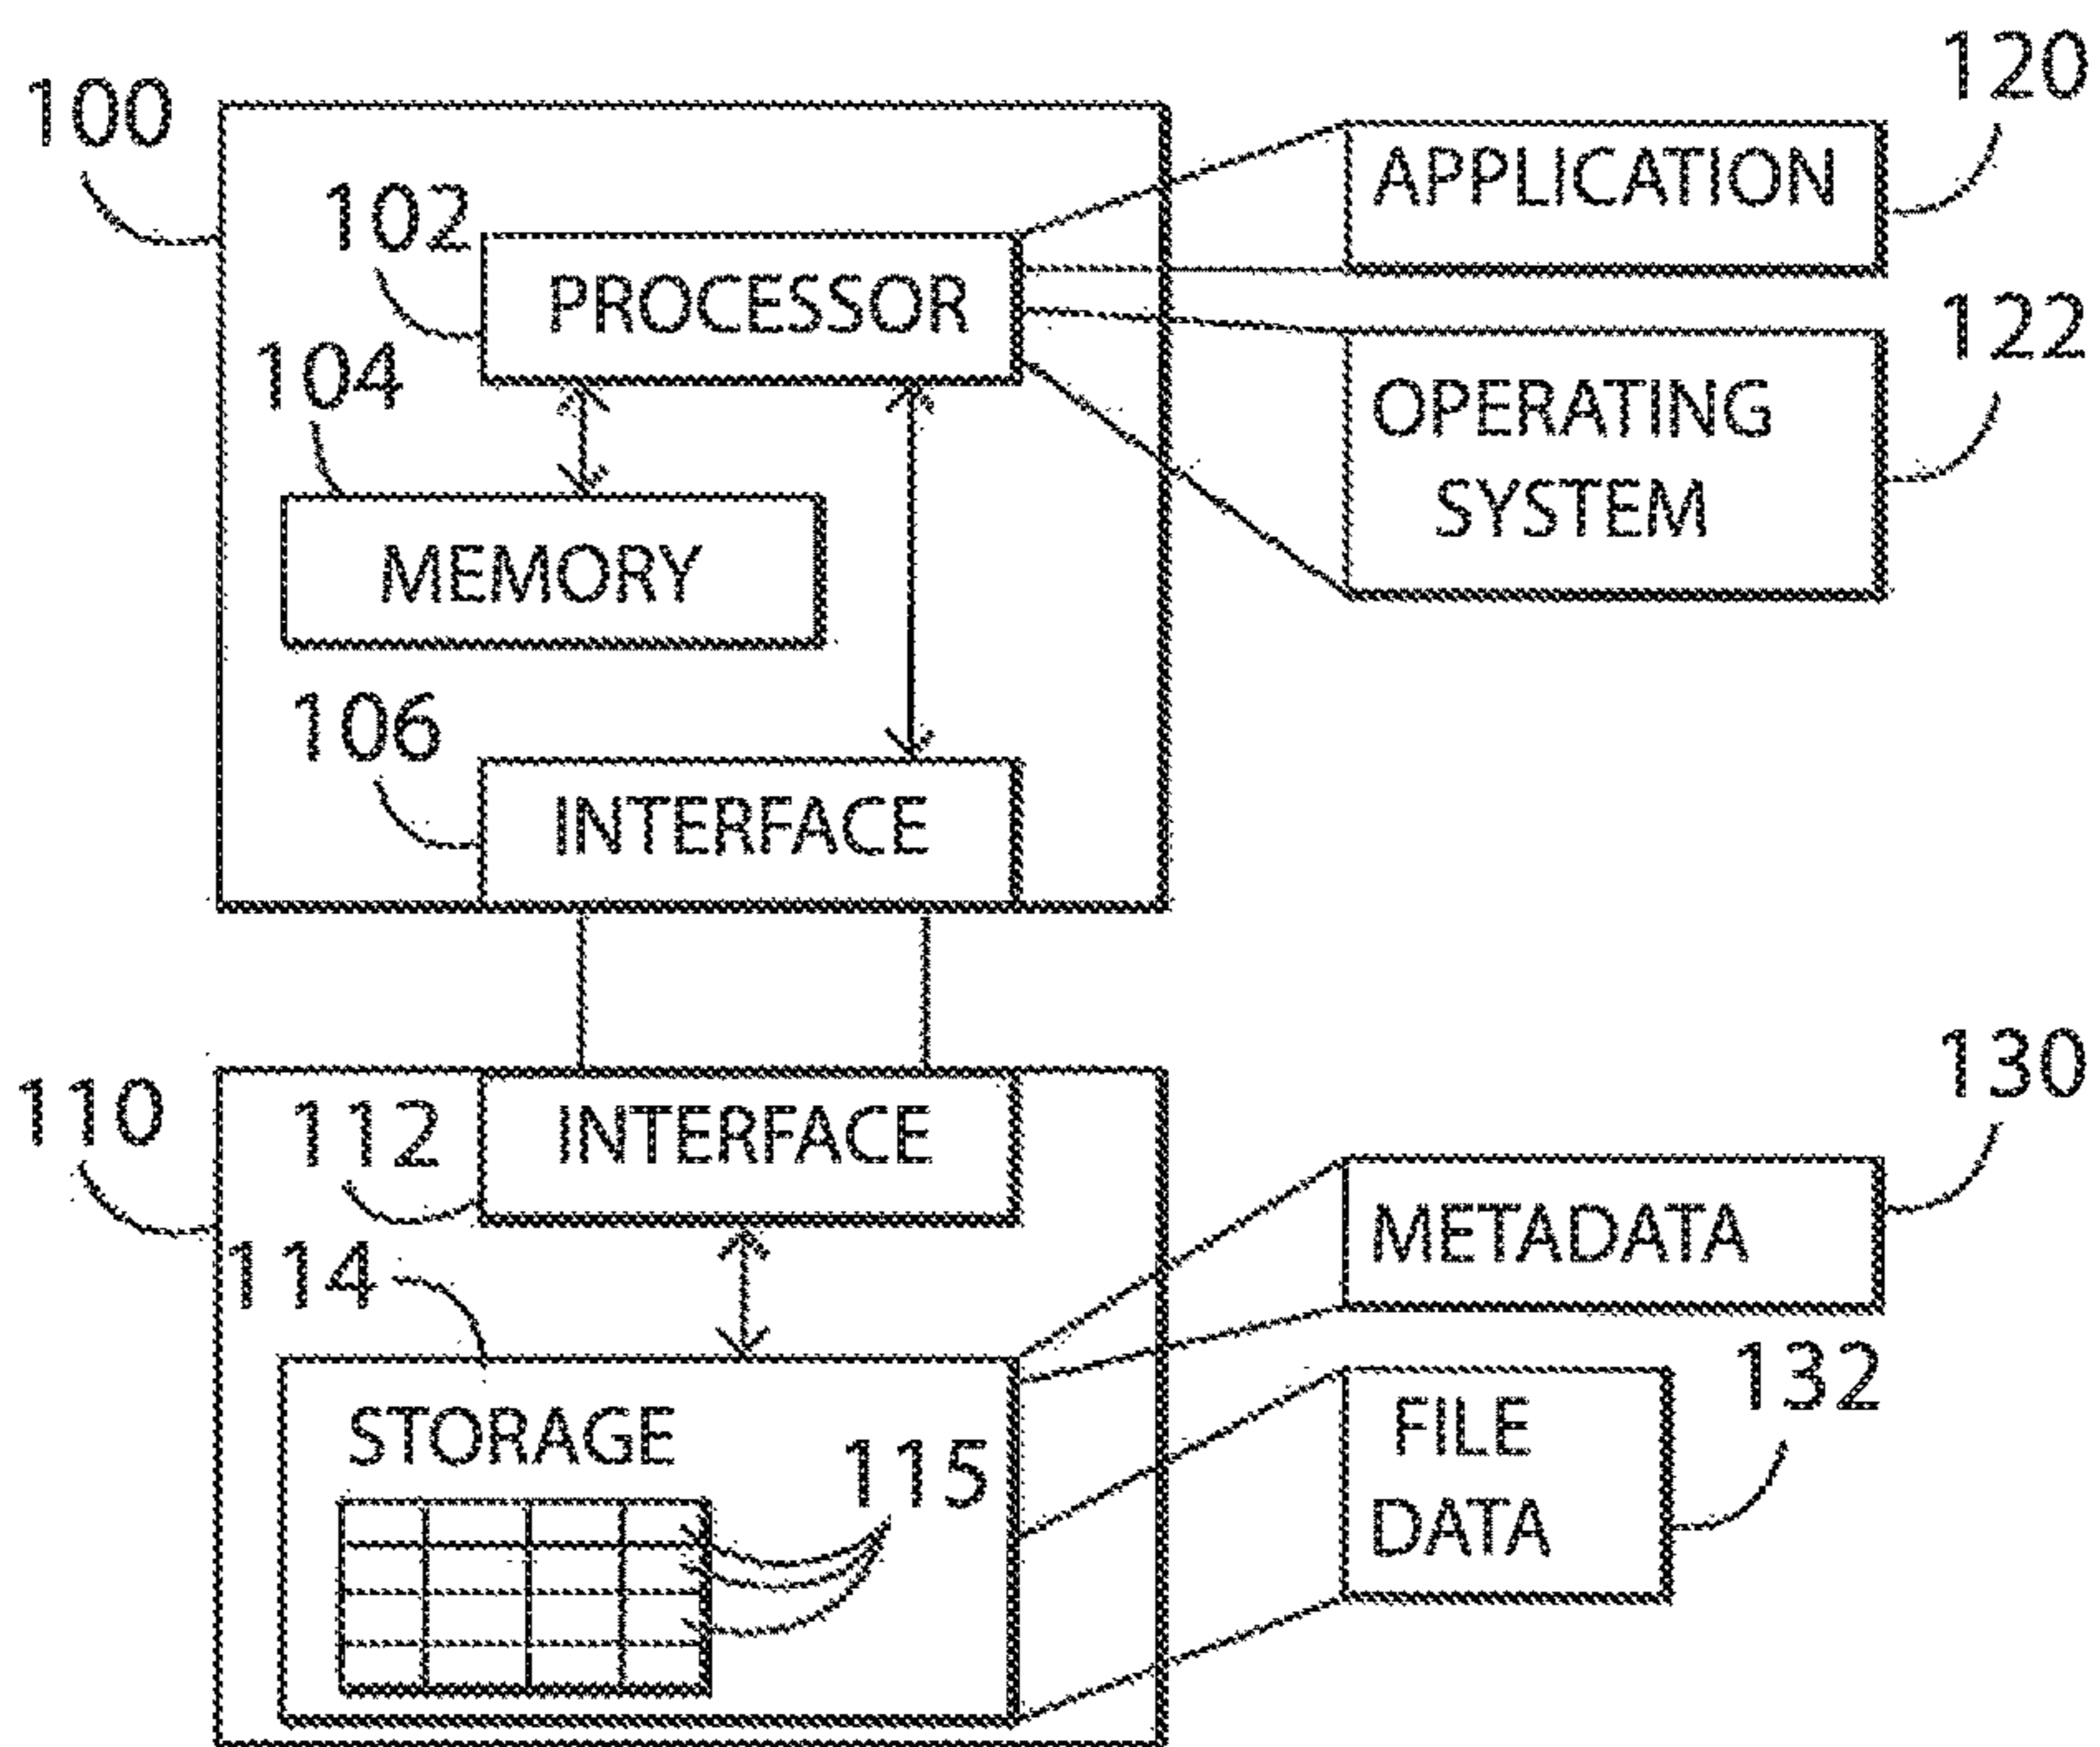 100
120
102
APPLICATION
PROCESSOR
122
104
OPERATING
SYSTEM
MEMORY
106
INTERFACE
110
112
INTERFACE
130
114
METADATA
STORAGE
115
132
FILE
DATA